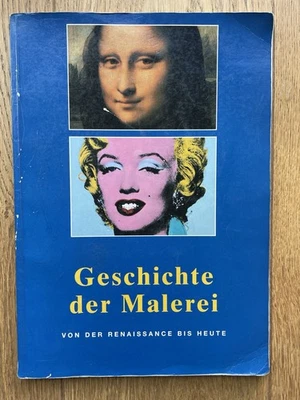 Geschichte
der Malerei
VON DER RENAISSANCE BIS HEUTE